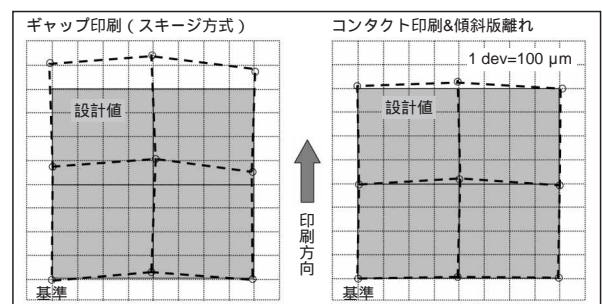 ギャップ印刷（スキージ方式）
コンタクト印刷&傾斜版離れ
1 dev=100 µm
設計値
設計値
印刷方向
基準
基準